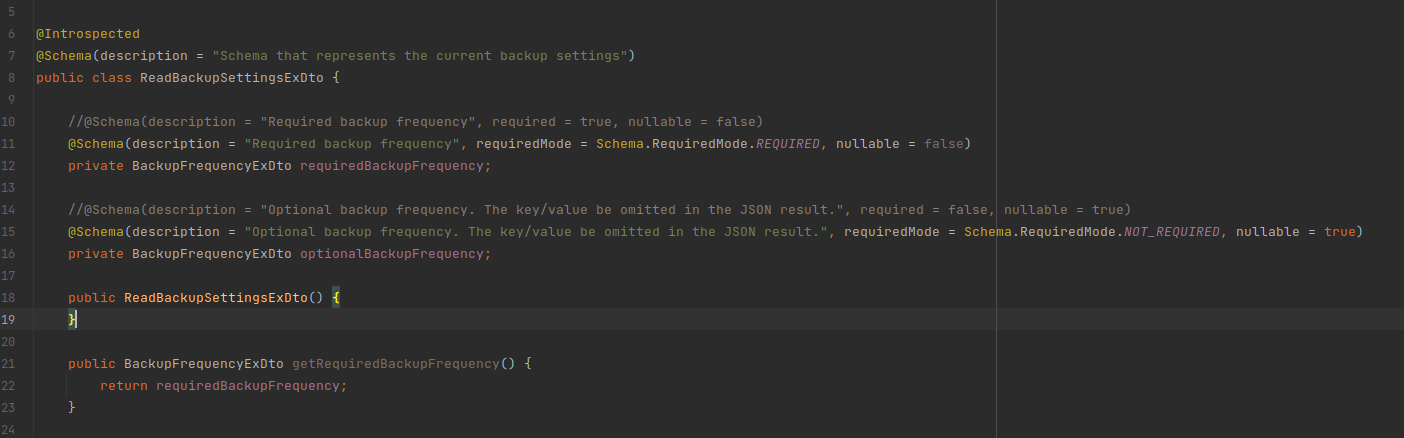 5
6 @Introspected
7 @Schema(description = "Schema that represents the current backup settings")
8 public class ReadBackupSettingsExDto {
9
10 //@Schema(description = "Required backup frequency", required = true, nullable = false)
11 @Schema(description = "Required backup frequency", requiredMode = Schema.RequiredMode.REQUIRED, nullable = false)
12 private BackupFrequencyExDto requiredBackupFrequency;
13
14 //@Schema(description = "Optional backup frequency. The key/value be omitted in the JSON result.", required = false, nullable = true)
15 @Schema(description = "Optional backup frequency. The key/value be omitted in the JSON result.", requiredMode = Schema.RequiredMode.NOT_REQUIRED, nullable = true)
16 private BackupFrequencyExDto optionalBackupFrequency;
17
18 public ReadBackupSettingsExDto() {
19 }
20
21 public BackupFrequencyExDto getRequiredBackupFrequency() {
22 return requiredBackupFrequency;
23 }
24